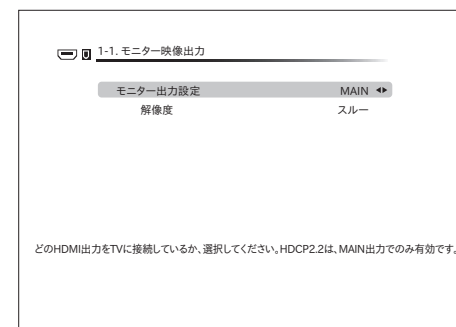 1-1. モニター映像出力
モニター出力設定 MAIN
解像度 スルー
どのHDMI出力をTVに接続しているか、選択してください。HDCP2.2は、MAIN出力でのみ有効です。